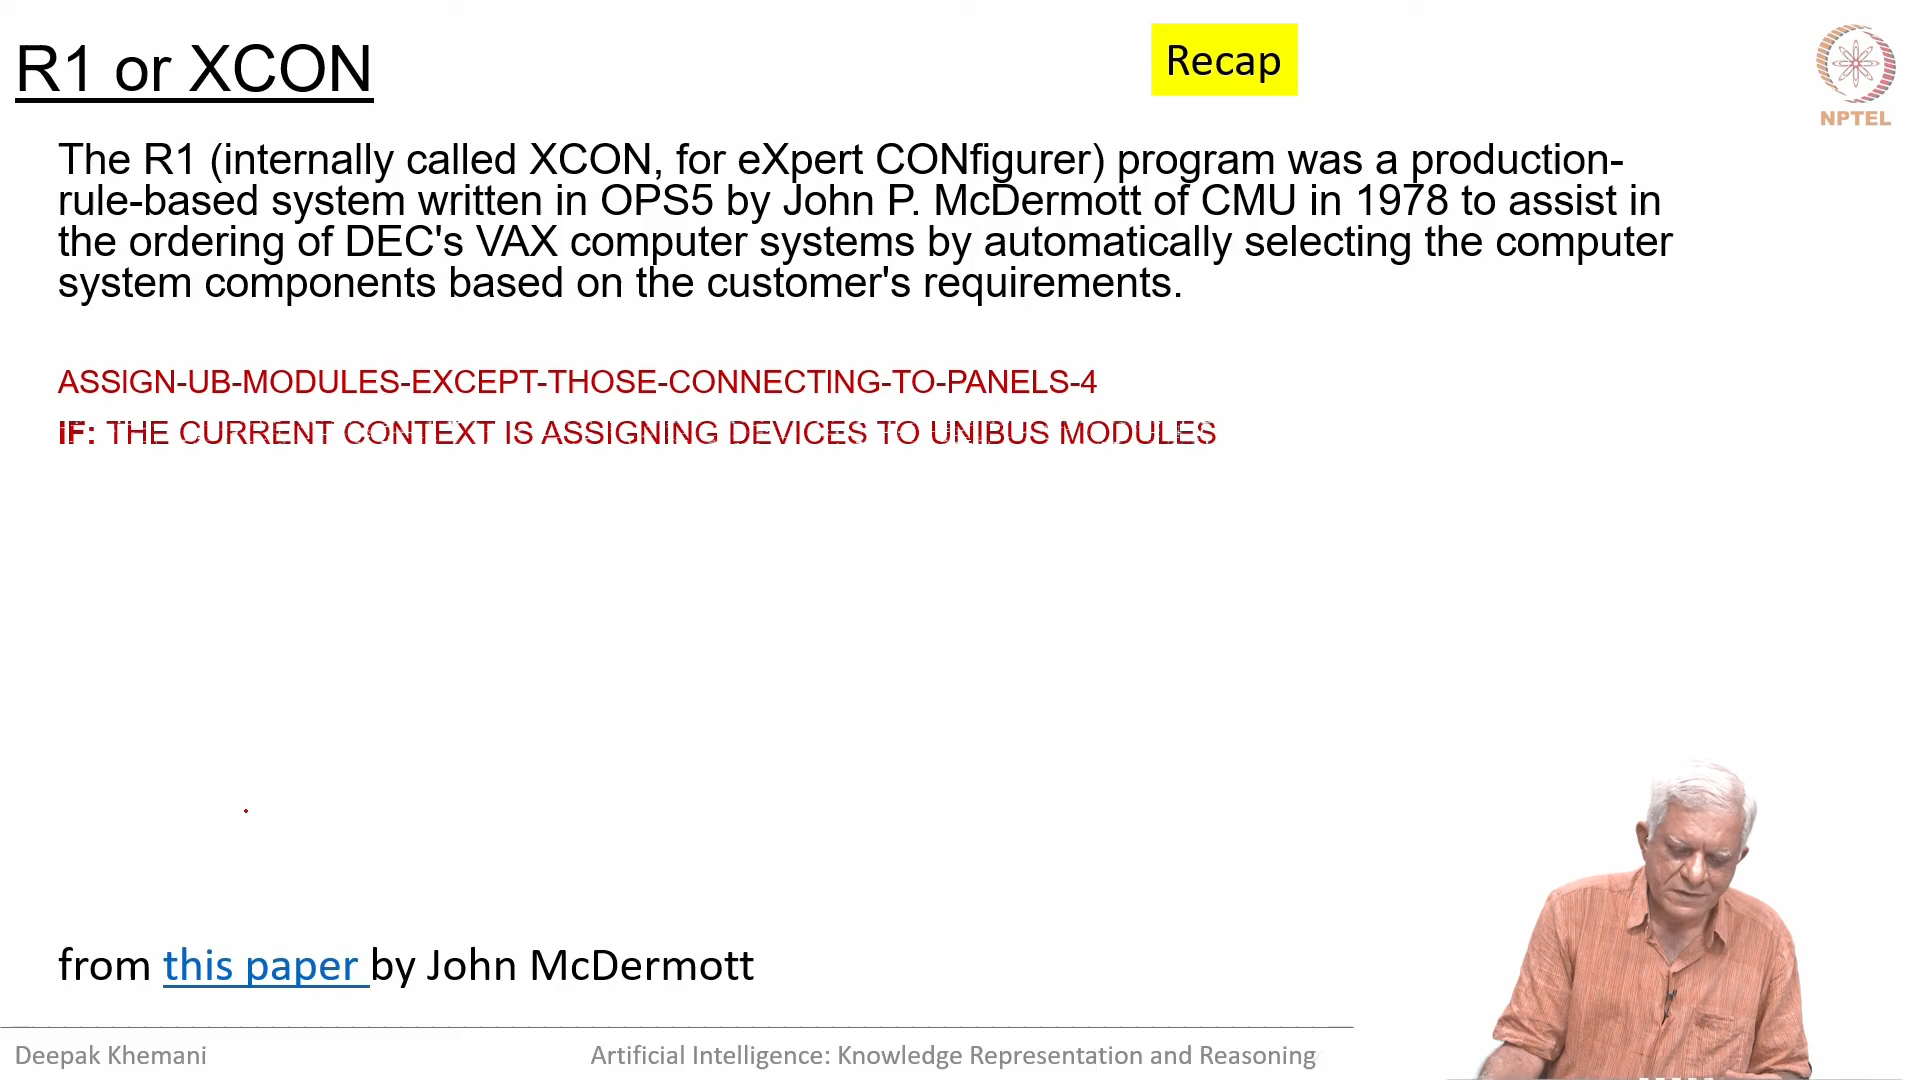 R1 or XCON
Recap
NPTEL
The R1 (internally called XCON, for eXpert CONfigurer) program was a production-
rule-based system written in OPS5 by John P. McDermott of CMU in 1978 to assist in
the ordering of DEC's VAX computer systems by automatically selecting the computer
system components based on the customer's requirements.
ASSIGN-UB-MODULES-EXCEPT-THOSE-CONNECTING-TO-PANELS-4
IF: THE CURRENT CONTEXT IS ASSIGNING DEVICES TO UNIBUS MODULES
from this paper by John McDermott
Deepak Khemani
Artificial Intelligence: Knowledge Representation and Reasoning